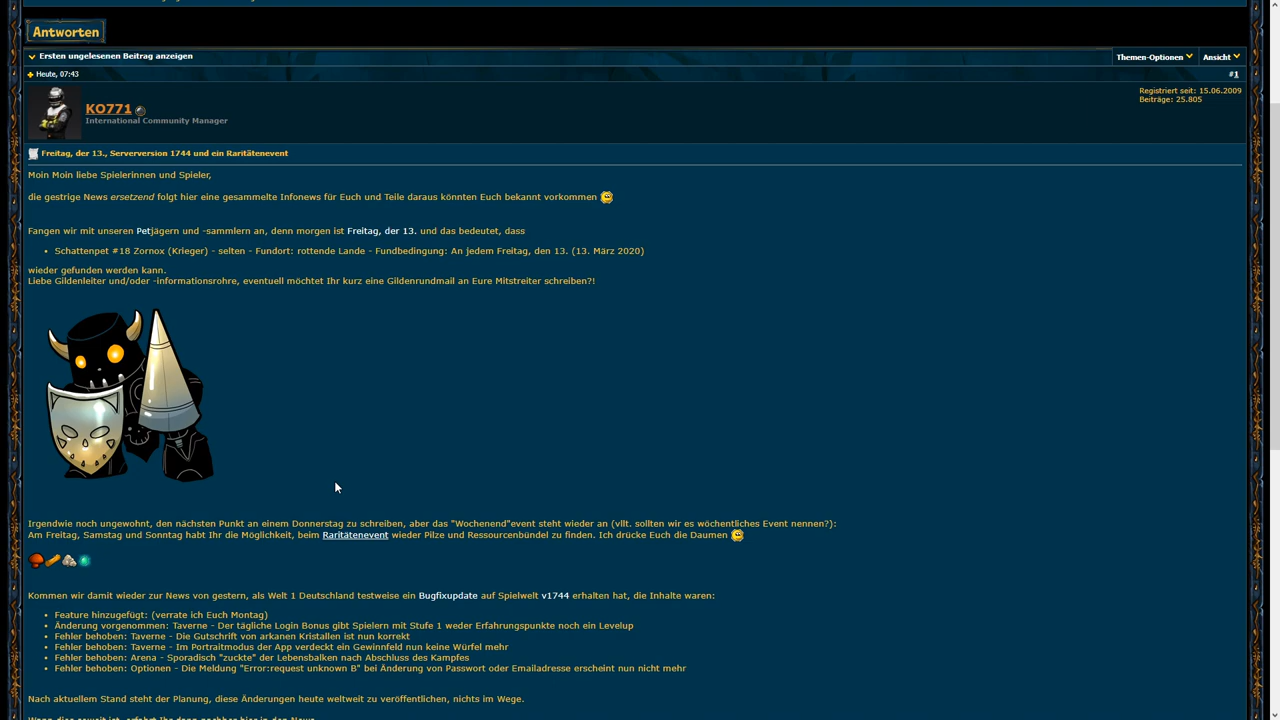 Antworten
Ersten ungelesenen Beitrag anzeigen
Themen-Optionen
Ansicht
Heute, 07:43
#1
KO771
International Community Manager
Registriert seit: 15.06.2009
Beiträge: 25.805
Freitag, der 13., Serverversion 1744 und ein Raritätenevent
Moin Moin liebe Spielerinnen und Spieler,
die gestrige News ersetzend folgt hier eine gesammelte Infonews für Euch und Teile daraus könnten Euch bekannt vorkommen
Fangen wir mit unseren Petjägern und -sammlern an, denn morgen ist Freitag, der 13. und das bedeutet, dass
• Schattenpet #18 Zornox (Krieger) - selten - Fundort: rottende Lande - Fundbedingung: An jedem Freitag, den 13. (13. März 2020)
wieder gefunden werden kann.
Liebe Gildenleiter und/oder -informationsrohre, eventuell möchtet Ihr kurz eine Gildenrundmail an Eure Mitstreiter schreiben?!
Irgendwie noch ungewohnt, den nächsten Punkt an einem Donnerstag zu schreiben, aber das "Wochenend"event steht wieder an (vllt. sollten wir es wöchentliches Event nennen?):
Am Freitag, Samstag und Sonntag habt Ihr die Möglichkeit, beim Raritätenevent wieder Pilze und Ressourcenbündel zu finden. Ich drücke Euch die Daumen
Kommen wir damit wieder zur News von gestern, als Welt 1 Deutschland testweise ein Bugfixupdate auf Spielwelt v1744 erhalten hat, die Inhalte waren:
• Feature hinzugefügt: (verrate ich Euch Montag)
• Änderung vorgenommen: Taverne - Der tägliche Login Bonus gibt Spielern mit Stufe 1 weder Erfahrungspunkte noch ein Levelup
• Fehler behoben: Taverne - Die Gutschrift von arkanen Kristallen ist nun korrekt
• Fehler behoben: Taverne - Im Portraitmodus der App verdeckt ein Gewinnfeld nun keine Würfel mehr
• Fehler behoben: Arena - Sporadisch "zuckte" der Lebensbalken nach Abschluss des Kampfes
• Fehler behoben: Optionen - Die Meldung "Error:request unknown B" bei Änderung von Passwort oder Emailadresse erscheint nun nicht mehr
Nach aktuellem Stand steht der Planung, diese Änderungen heute weltweit zu veröffentlichen, nichts im Wege.